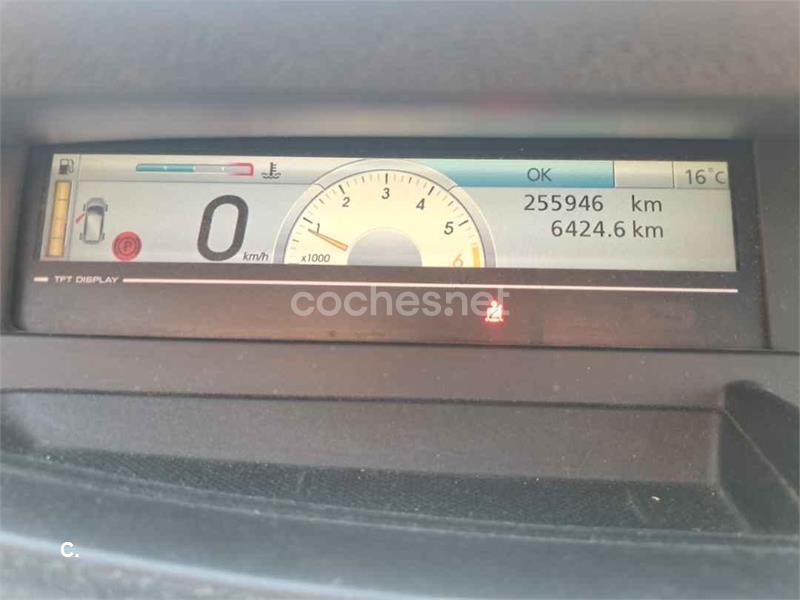 OK
16°C
255946 km
6424.6 km
0 km/h
1 2 3 4 5 6
x1000
P
TFT DISPLAY
coches.net
C.